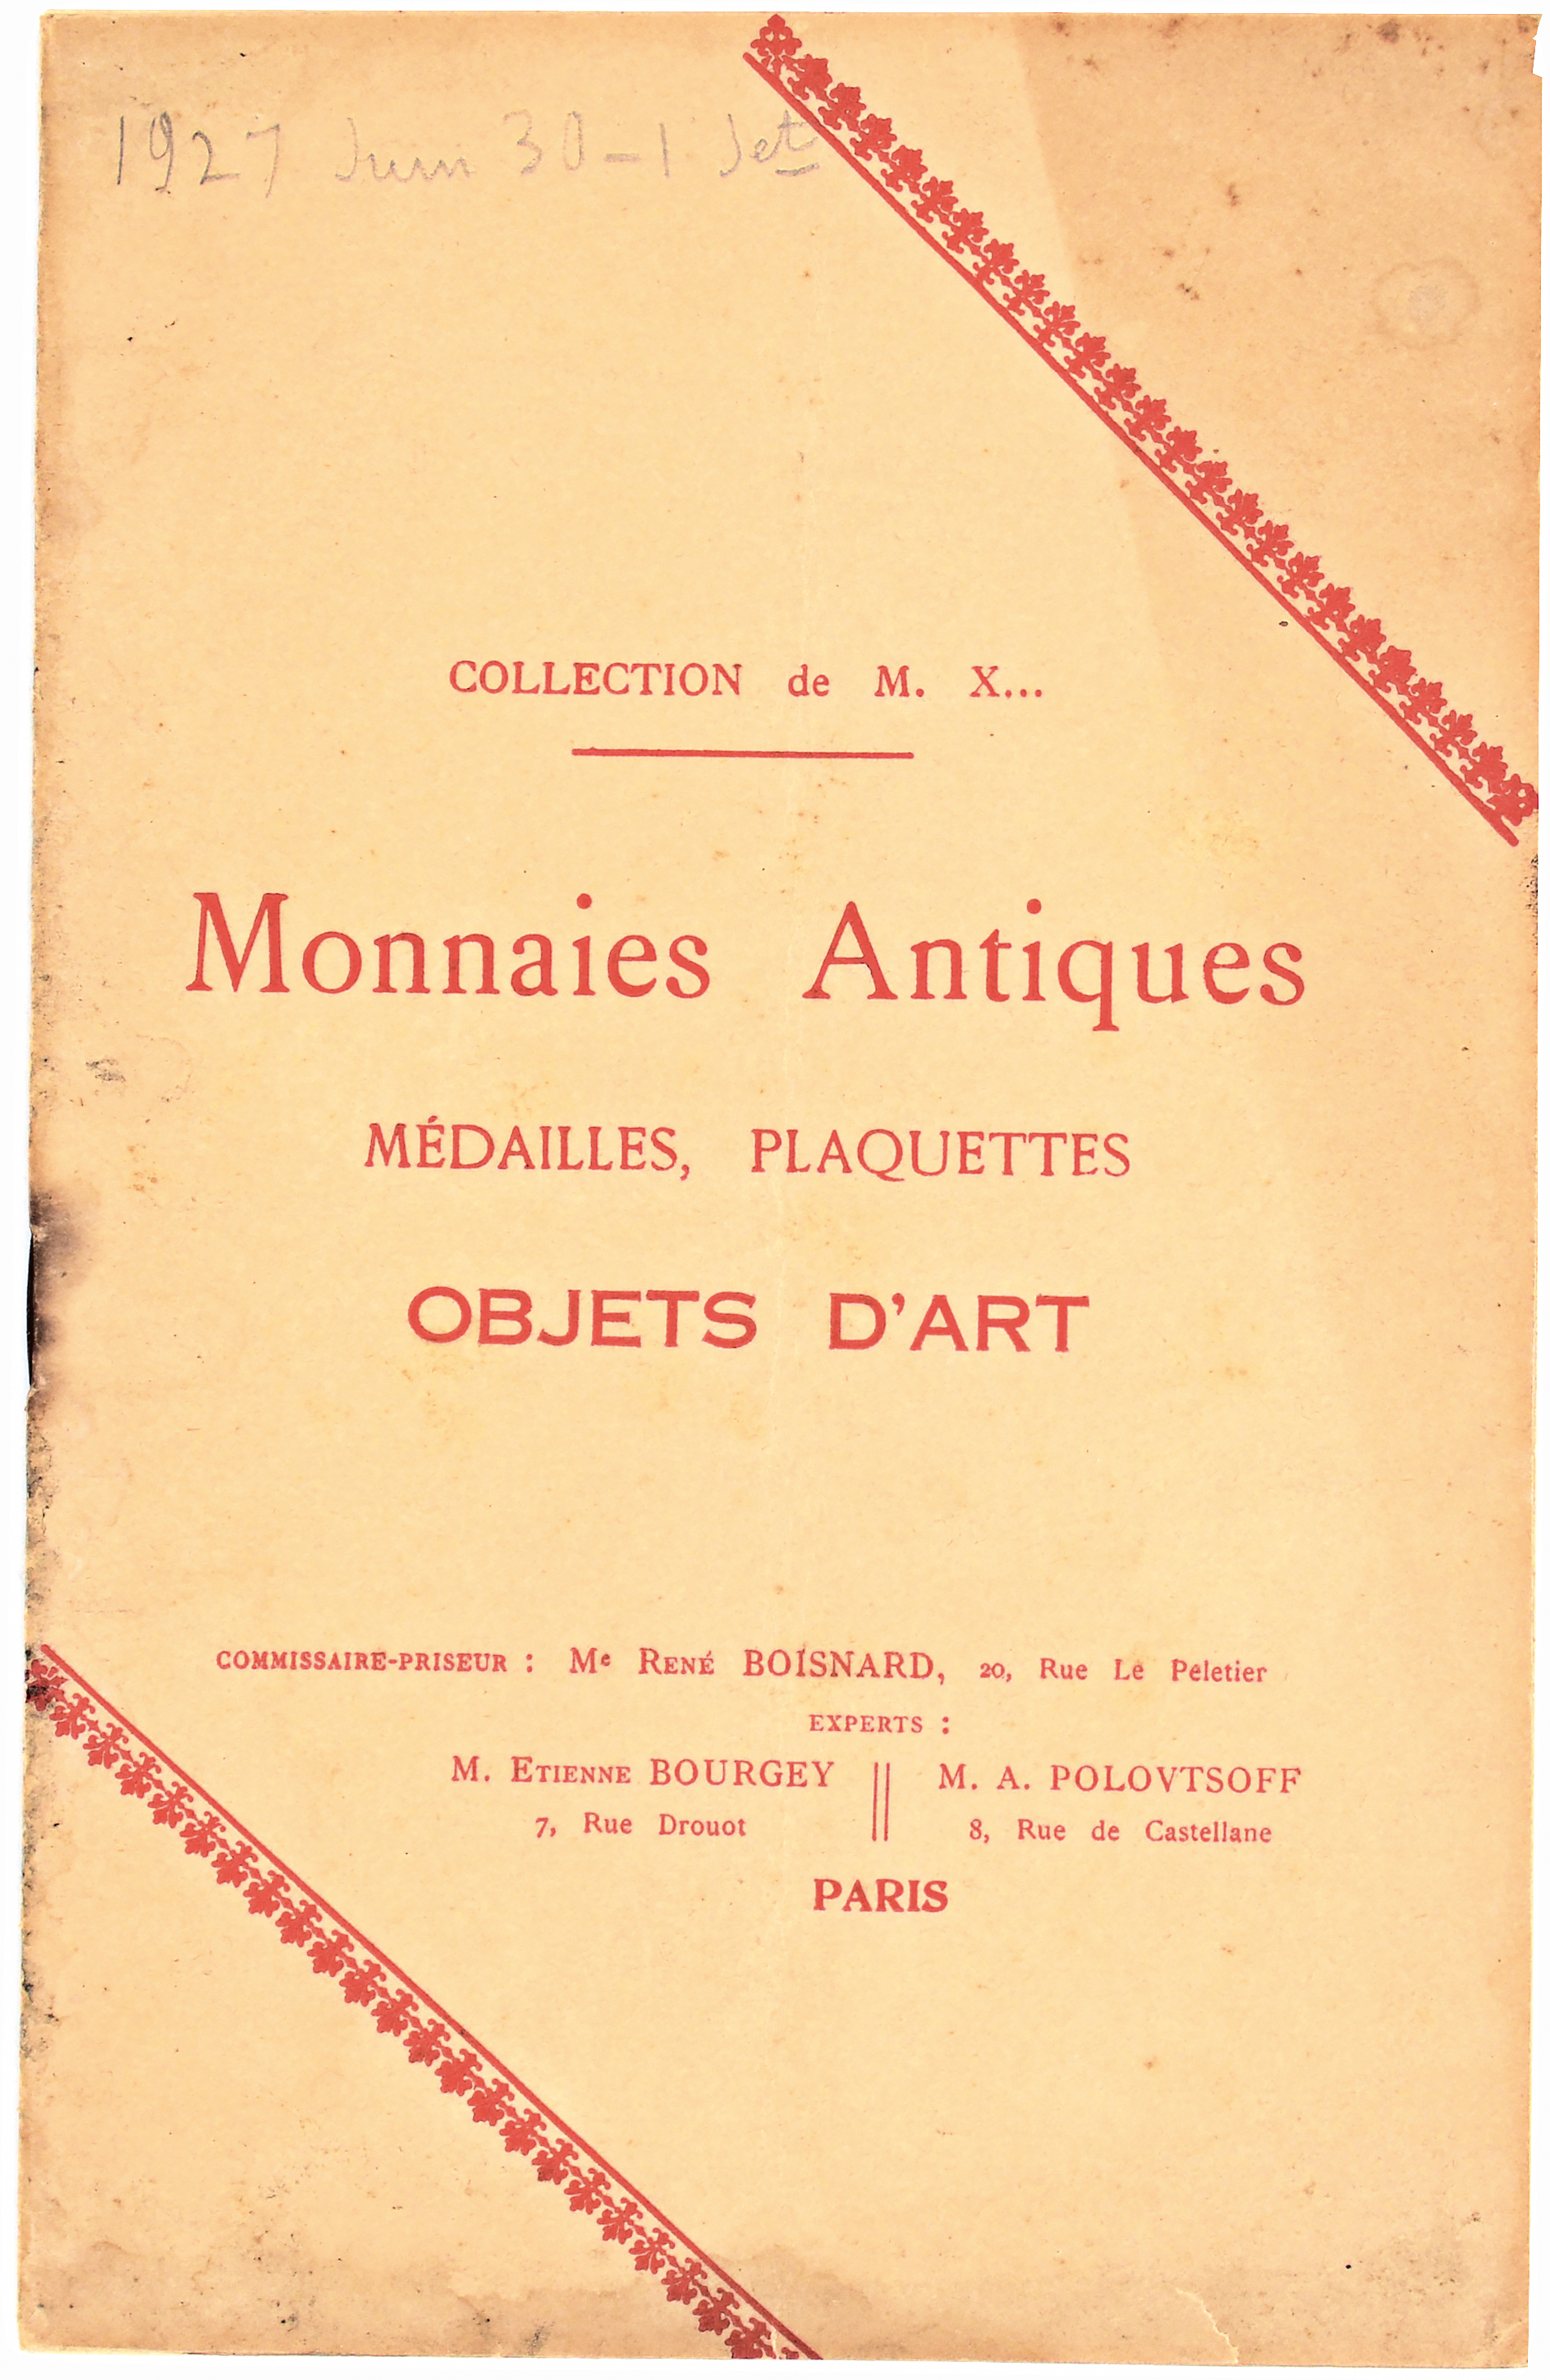 1927 Juin 30-1 Jet
COLLECTION de M. X...
Monnaies Antiques
MÉDAILLES, PLAQUETTES
OBJETS D'ART
COMMISSAIRE-PRISEUR : Me RENÉ BOISNARD, 20, Rue Le Peletier
EXPERTS :
M. ETIENNE BOURGEY
7, Rue Drouot
M. A. POLOVTSOFF
8, Rue de Castellane
PARIS